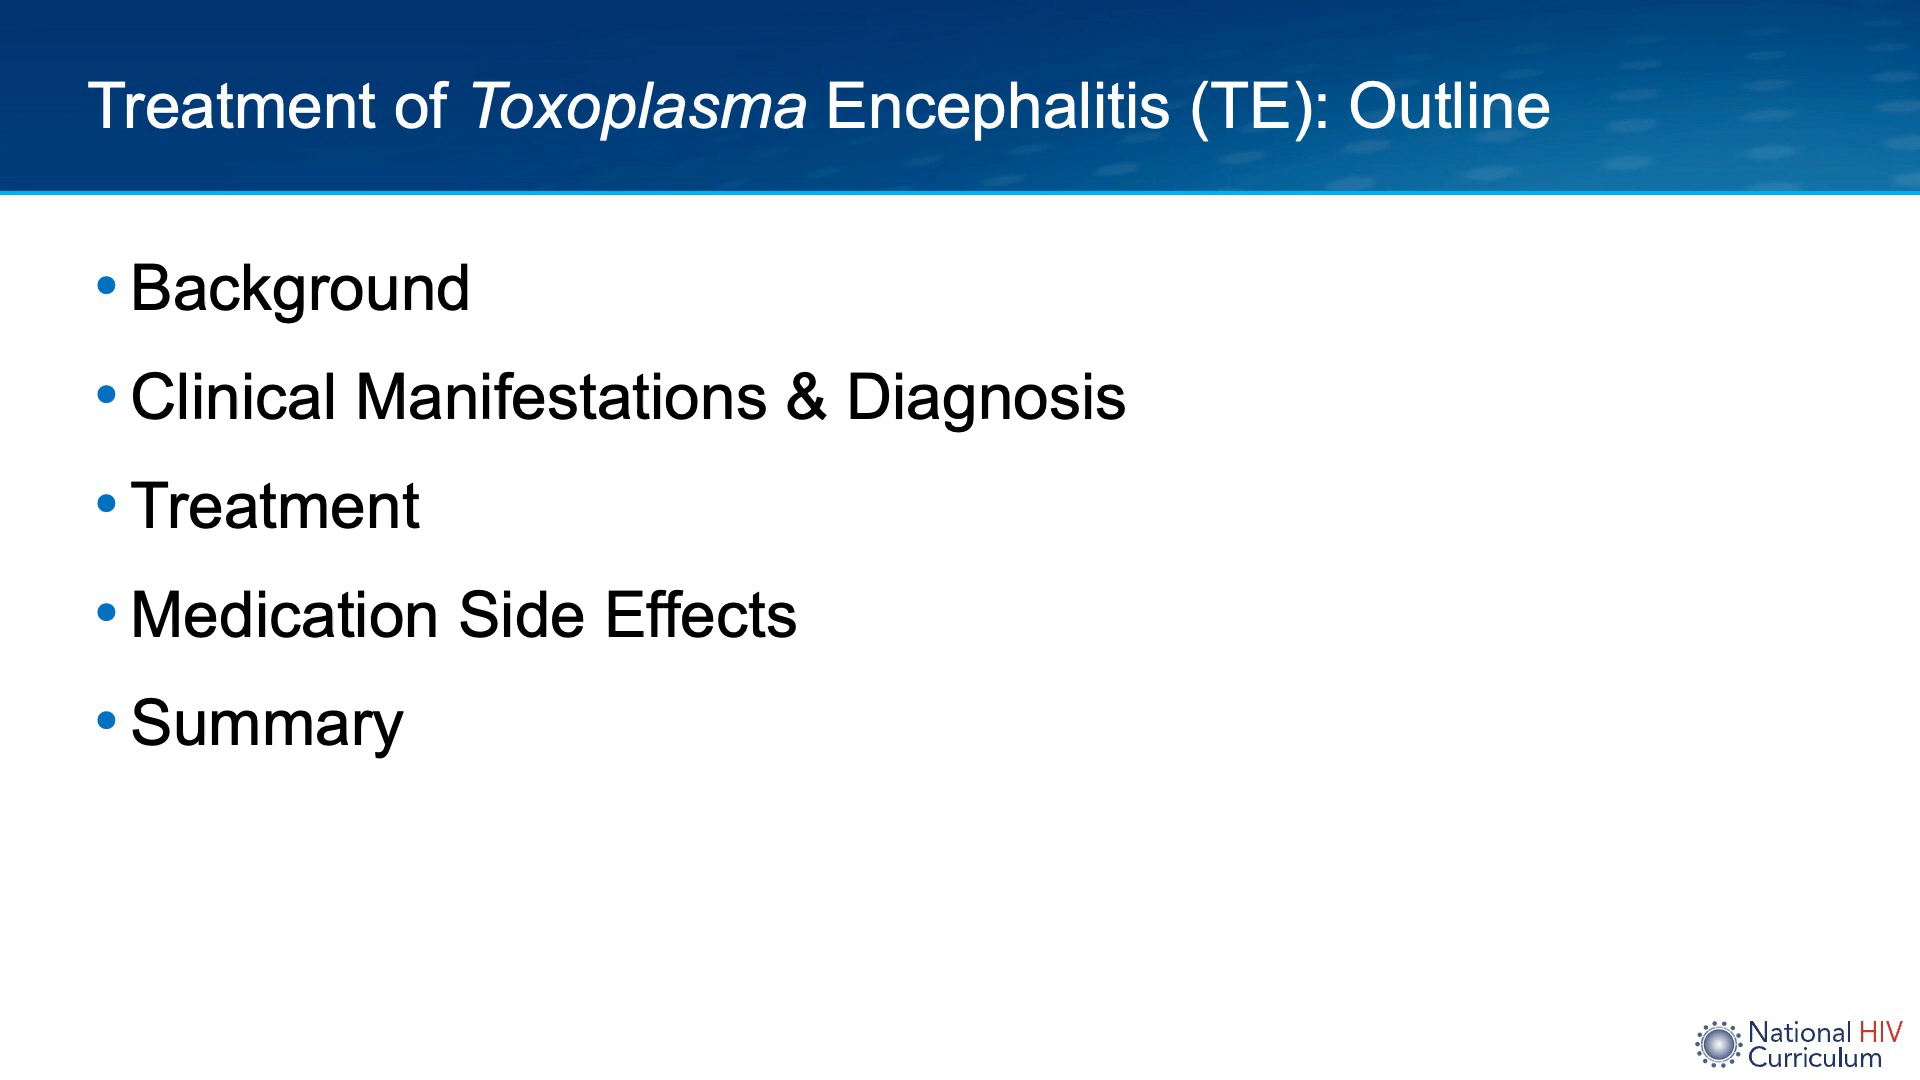 Treatment of Toxoplasma Encephalitis (TE): Outline
• Background
• Clinical Manifestations & Diagnosis
• Treatment
• Medication Side Effects
• Summary
National HIV
Curriculum